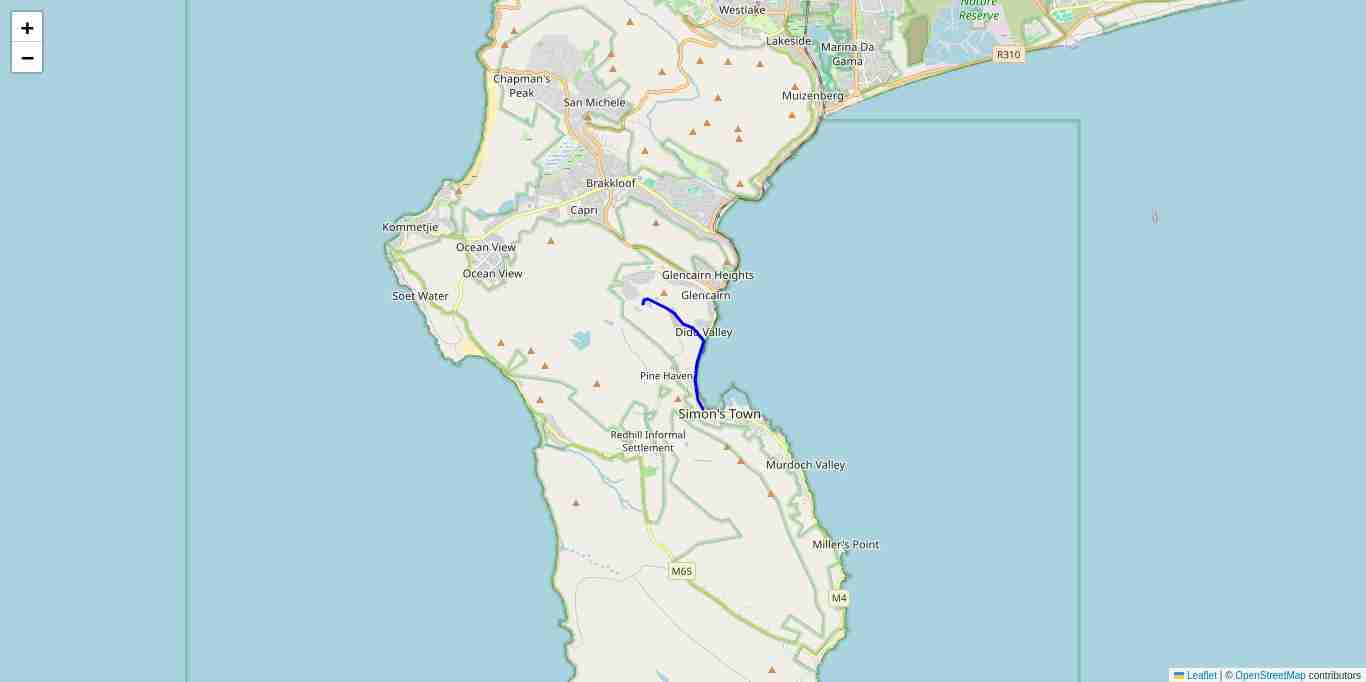 +
−
Westlake
Nature
Reserve
Lakeside
Marina Da
Gama
R310
Chapman's
Peak
San Michele
Muizenberg
Brakkloof
Capri
Kommetjie
Ocean View
Ocean View
Glencairn Heights
Soet Water
Glencairn
Dido Valley
Pine Haven
Simon's Town
Redhill Informal
Settlement
Murdoch Valley
Miller's Point
M65
M4
Leaflet | © OpenStreetMap contributors